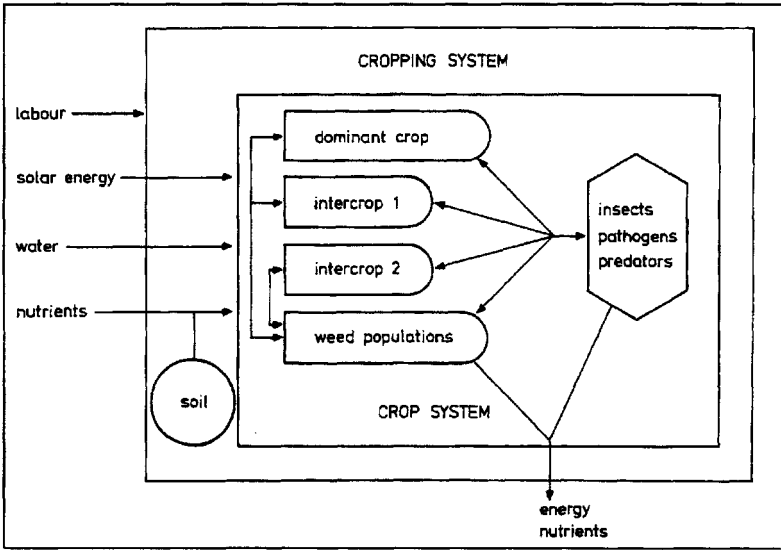 CROPPING SYSTEM
labour
solar energy
water
nutrients
soil
dominant crop
intercrop 1
intercrop 2
weed populations
insects
pathogens
predators
CROP SYSTEM
energy
nutrients